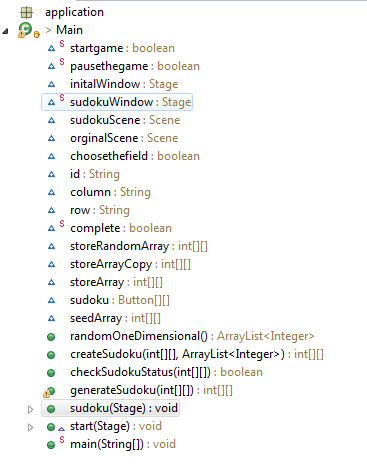 application
> Main
S startgame : boolean
S pausethegame : boolean
initalWindow : Stage
S sudokuWindow : Stage
sudokuScene : Scene
orginalScene : Scene
choosethefield : boolean
id : String
column : String
row : String
S complete : boolean
storeRandomArray : int[][]
storeArrayCopy : int[][]
storeArray : int[][]
sudoku : Button[][]
seedArray : int[][]
randomOneDimensional() : ArrayList<Integer>
createSudoku(int[][], ArrayList<Integer>) : int[][]
checkSudokuStatus(int[][]) : boolean
generateSudoku(int[][]) : int[][]
sudoku(Stage) : void
start(Stage) : void
S main(String[]) : void